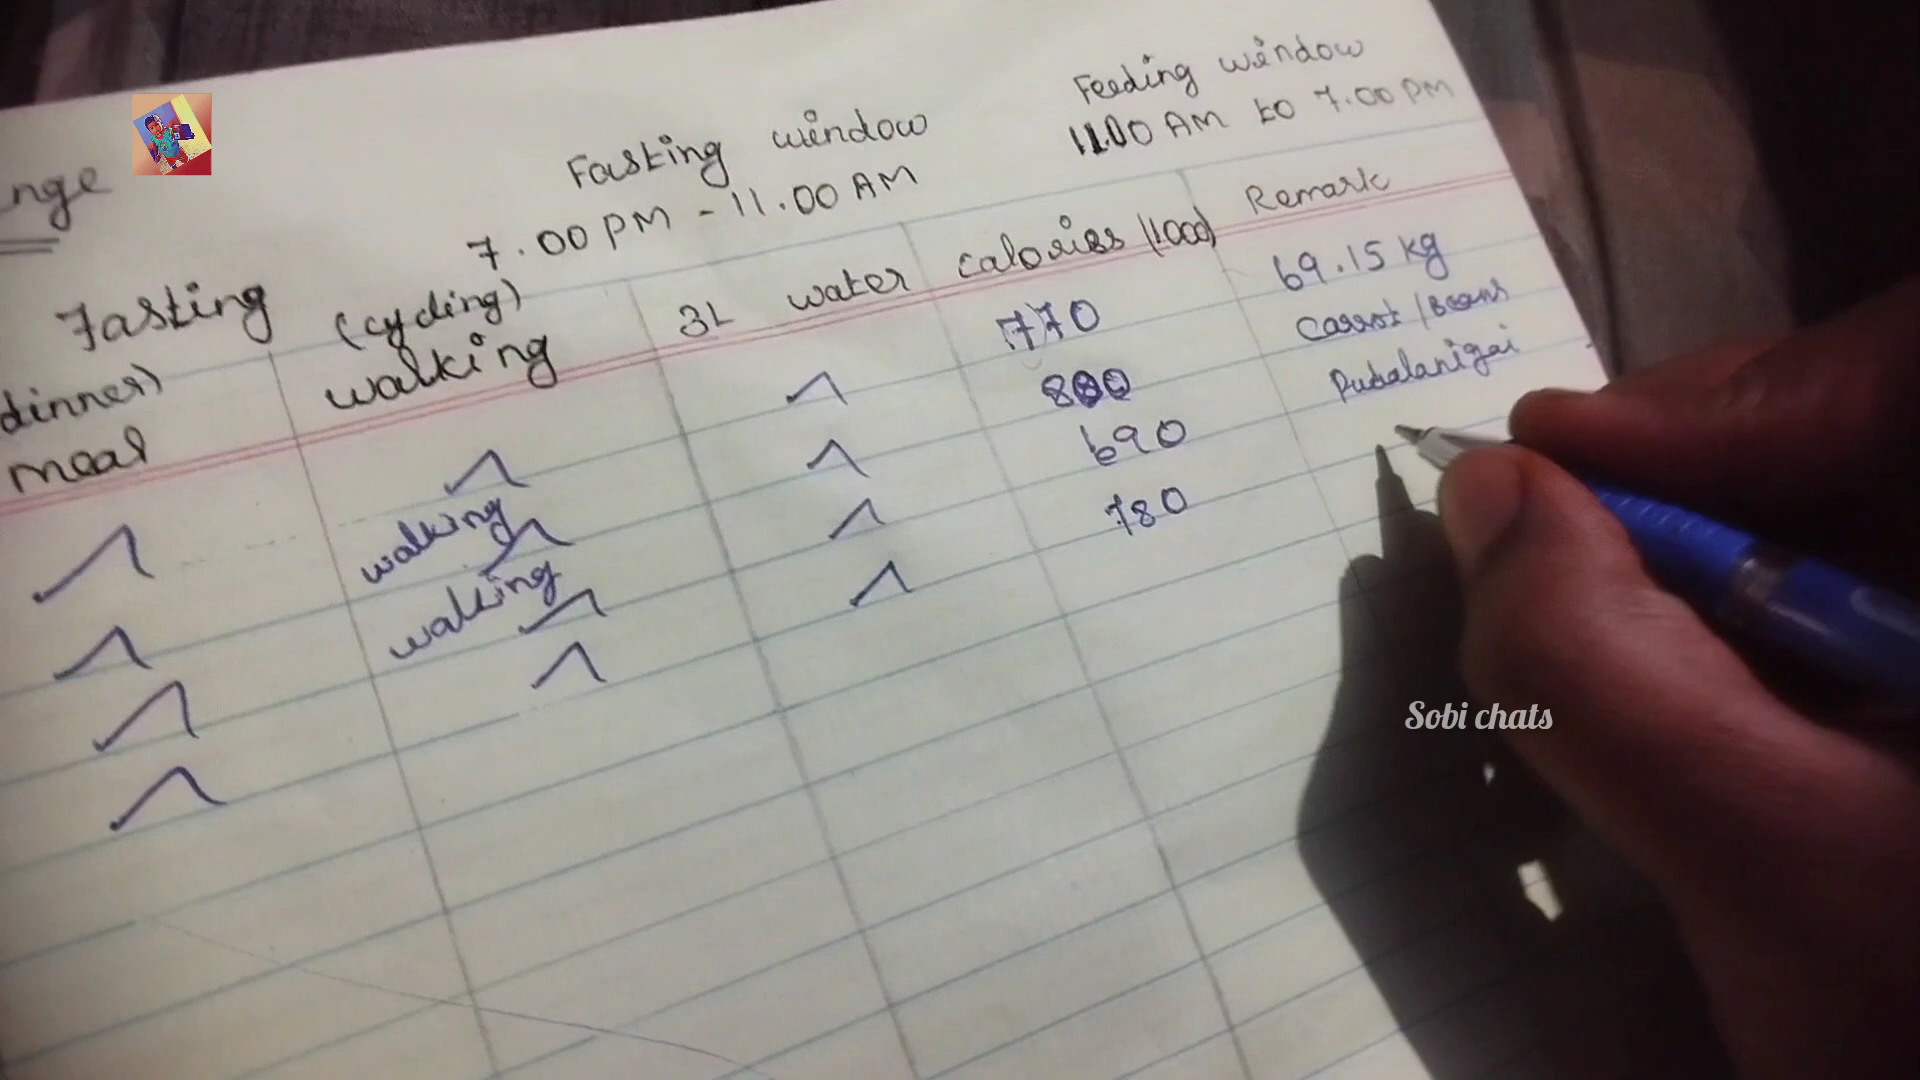 nge
Fasting window
7.00 PM - 11.00 AM
Feeding window
11.00 AM to 7.00 PM
dinner)
meal
Fasting
(cycling)
walking
3L water
calories (1000)
Remark
770
69.15 kg
800
Carrot / Beans
walking
690
walking
780
Sobi chats